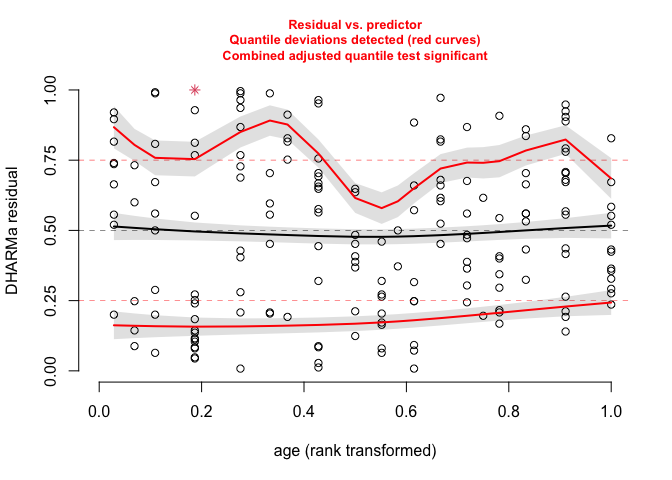 Residual vs. predictor
Quantile deviations detected (red curves)
Combined adjusted quantile test significant
1.00
0.75
0.50
0.25
0.00
DHARMa residual
0.0 0.2 0.4 0.6 0.8 1.0
age (rank transformed)